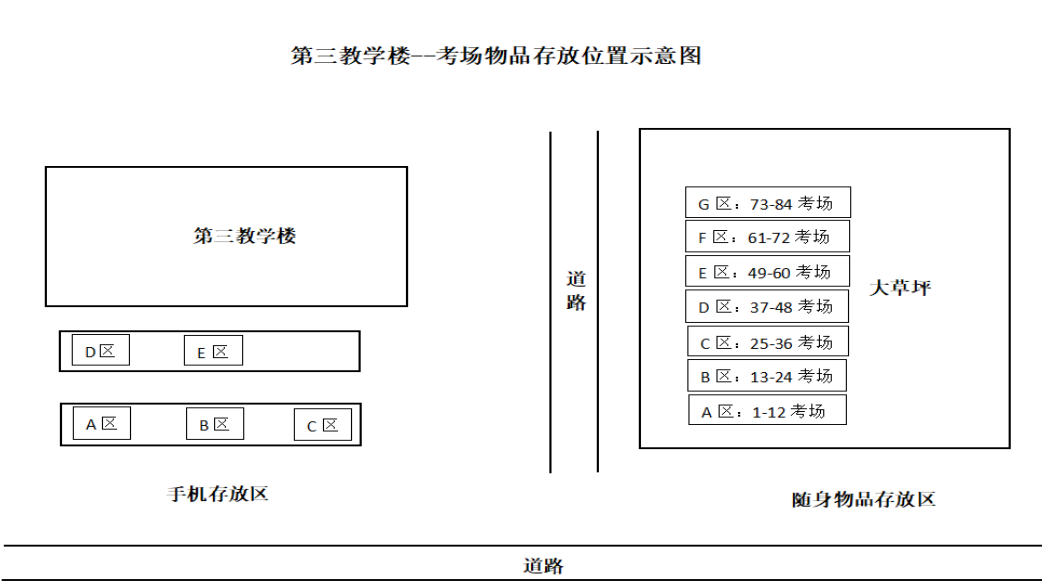 第三教学楼--考场物品存放位置示意图
第三教学楼
D区
E 区
A 区
B 区
C 区
手机存放区
道路
G 区：73-84 考场
F 区：61-72 考场
E 区：49-60 考场
D 区：37-48 考场
C 区：25-36 考场
B 区：13-24 考场
A 区：1-12 考场
大草坪
随身物品存放区
道路